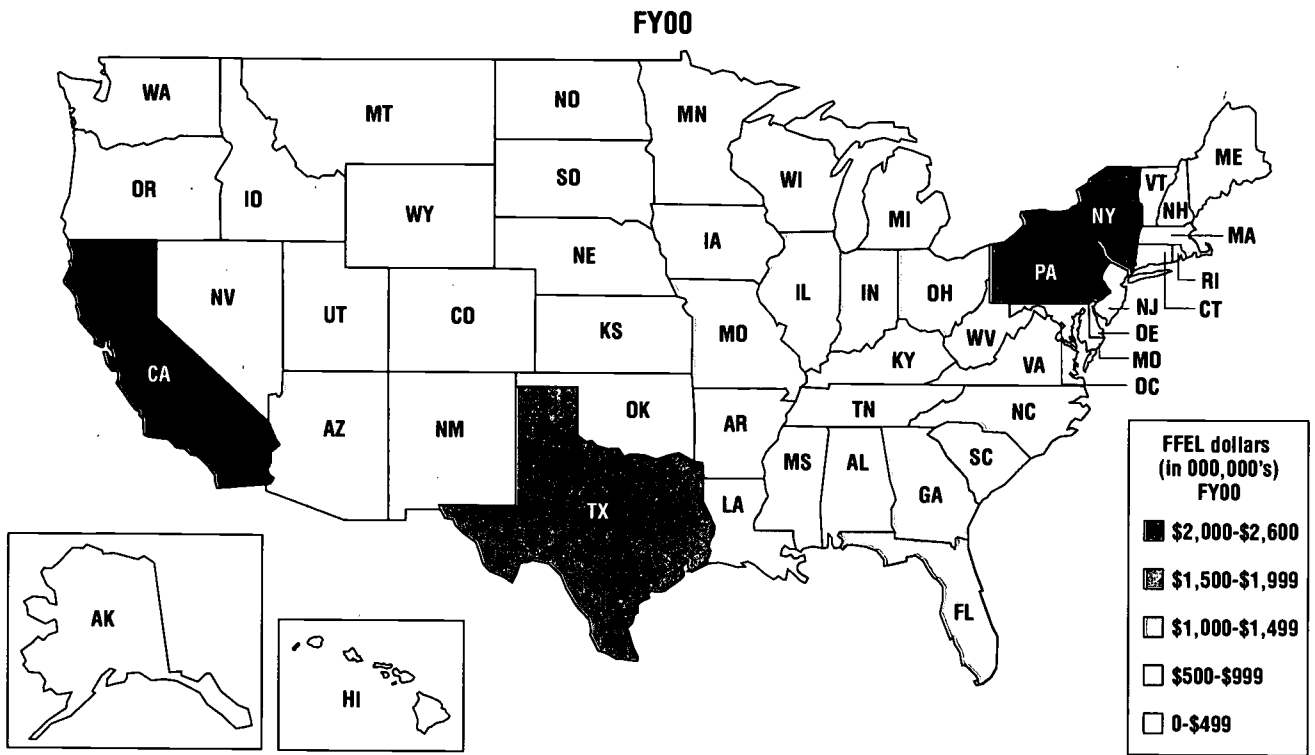 FY00
WA
MT
NO
MN
ME
OR
IO
SO
WI
VT
NH
WY
MI
NY
MA
IA
NE
PA
RI
NV
UT
CO
IL
IN
OH
NJ
CT
KS
MO
WV
OE
VA
MO
KY
OC
CA
AZ
NM
OK
TN
NC
AR
SC
MS
AL
GA
TX
LA
FL
AK
HI
FFEL dollars
(in 000,000's)
FY00
$2,000-$2,600
$1,500-$1,999
$1,000-$1,499
$500-$999
0-$499